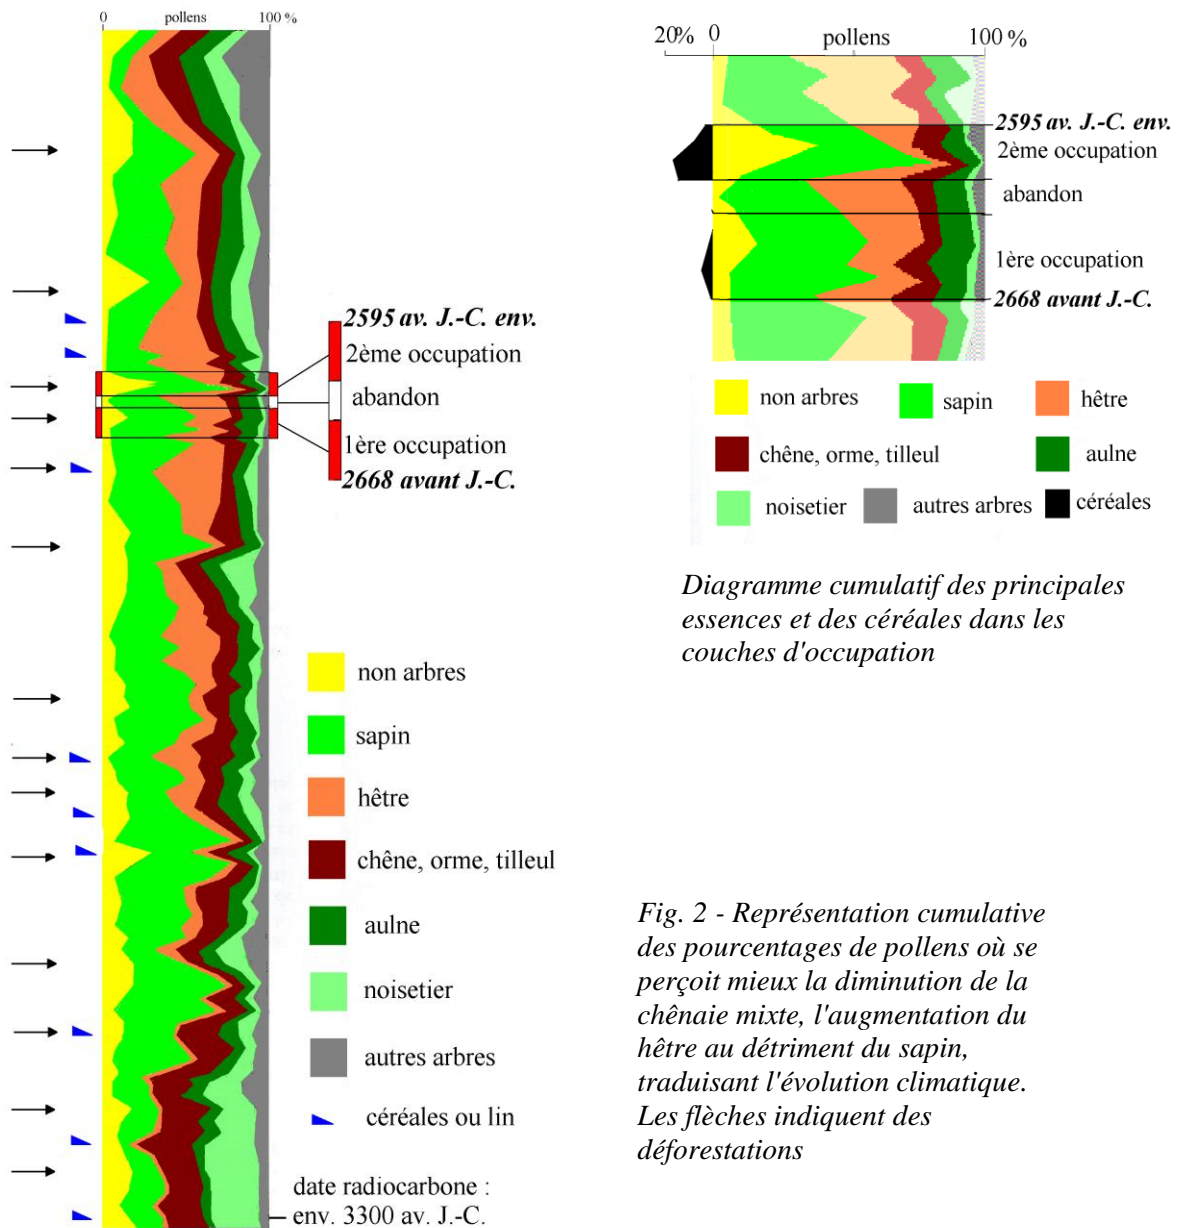 0 pollens 100 %
2595 av. J.-C. env.
2ème occupation
abandon
1ère occupation
2668 avant J.-C.
non arbres
sapin
hêtre
chêne, orme, tilleul
aulne
noisetier
autres arbres
céréales ou lin
date radiocarbone :
env. 3300 av. J.-C.
20% 0 pollens 100 %
2595 av. J.-C. env.
2ème occupation
abandon
1ère occupation
2668 avant J.-C.
non arbres sapin hêtre
chêne, orme, tilleul aulne
noisetier autres arbres céréales
Diagramme cumulatif des principales
essences et des céréales dans les
couches d'occupation
Fig. 2 - Représentation cumulative
des pourcentages de pollens où se
perçoit mieux la diminution de la
chênaie mixte, l'augmentation du
hêtre au détriment du sapin,
traduisant l'évolution climatique.
Les flèches indiquent des
déforestations